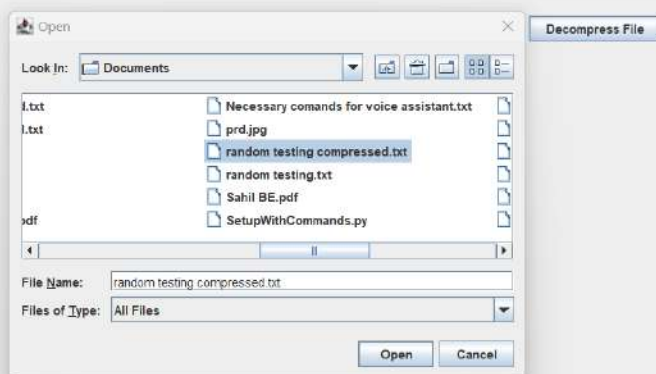 Open
Decompress File
Look In: Documents
l.txt
Necessary comands for voice assistant.txt
l.txt
prd.jpg
random testing compressed.txt
random testing.txt
Sahil BE.pdf
pdf
SetupWithCommands.py
File Name: random testing compressed.txt
Files of Type: All Files
Open Cancel